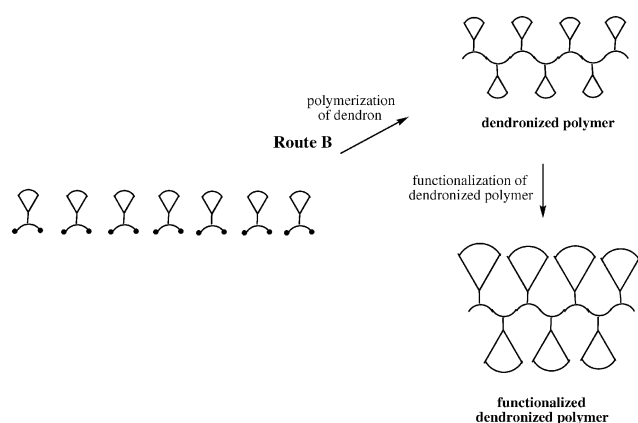 polymerization
of dendron
Route B
dendronized polymer
functionalization of
dendronized polymer
functionalized
dendronized polymer